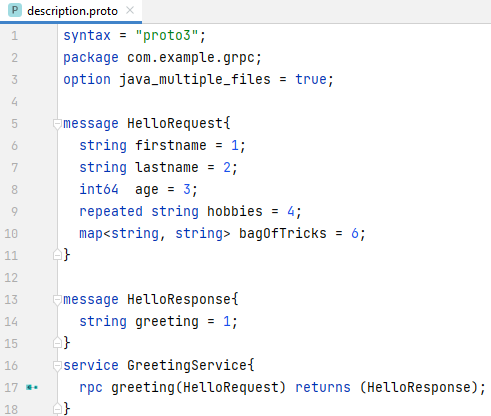 description.proto
1 syntax = "proto3";
2 package com.example.grpc;
3 option java_multiple_files = true;
4
5 message HelloRequest{
6 string firstname = 1;
7 string lastname = 2;
8 int64  age = 3;
9 repeated string hobbies = 4;
10 map<string, string> bagOfTricks = 6;
11 }
12
13 message HelloResponse{
14 string greeting = 1;
15 }
16 service GreetingService{
17 rpc greeting(HelloRequest) returns (HelloResponse);
18 }